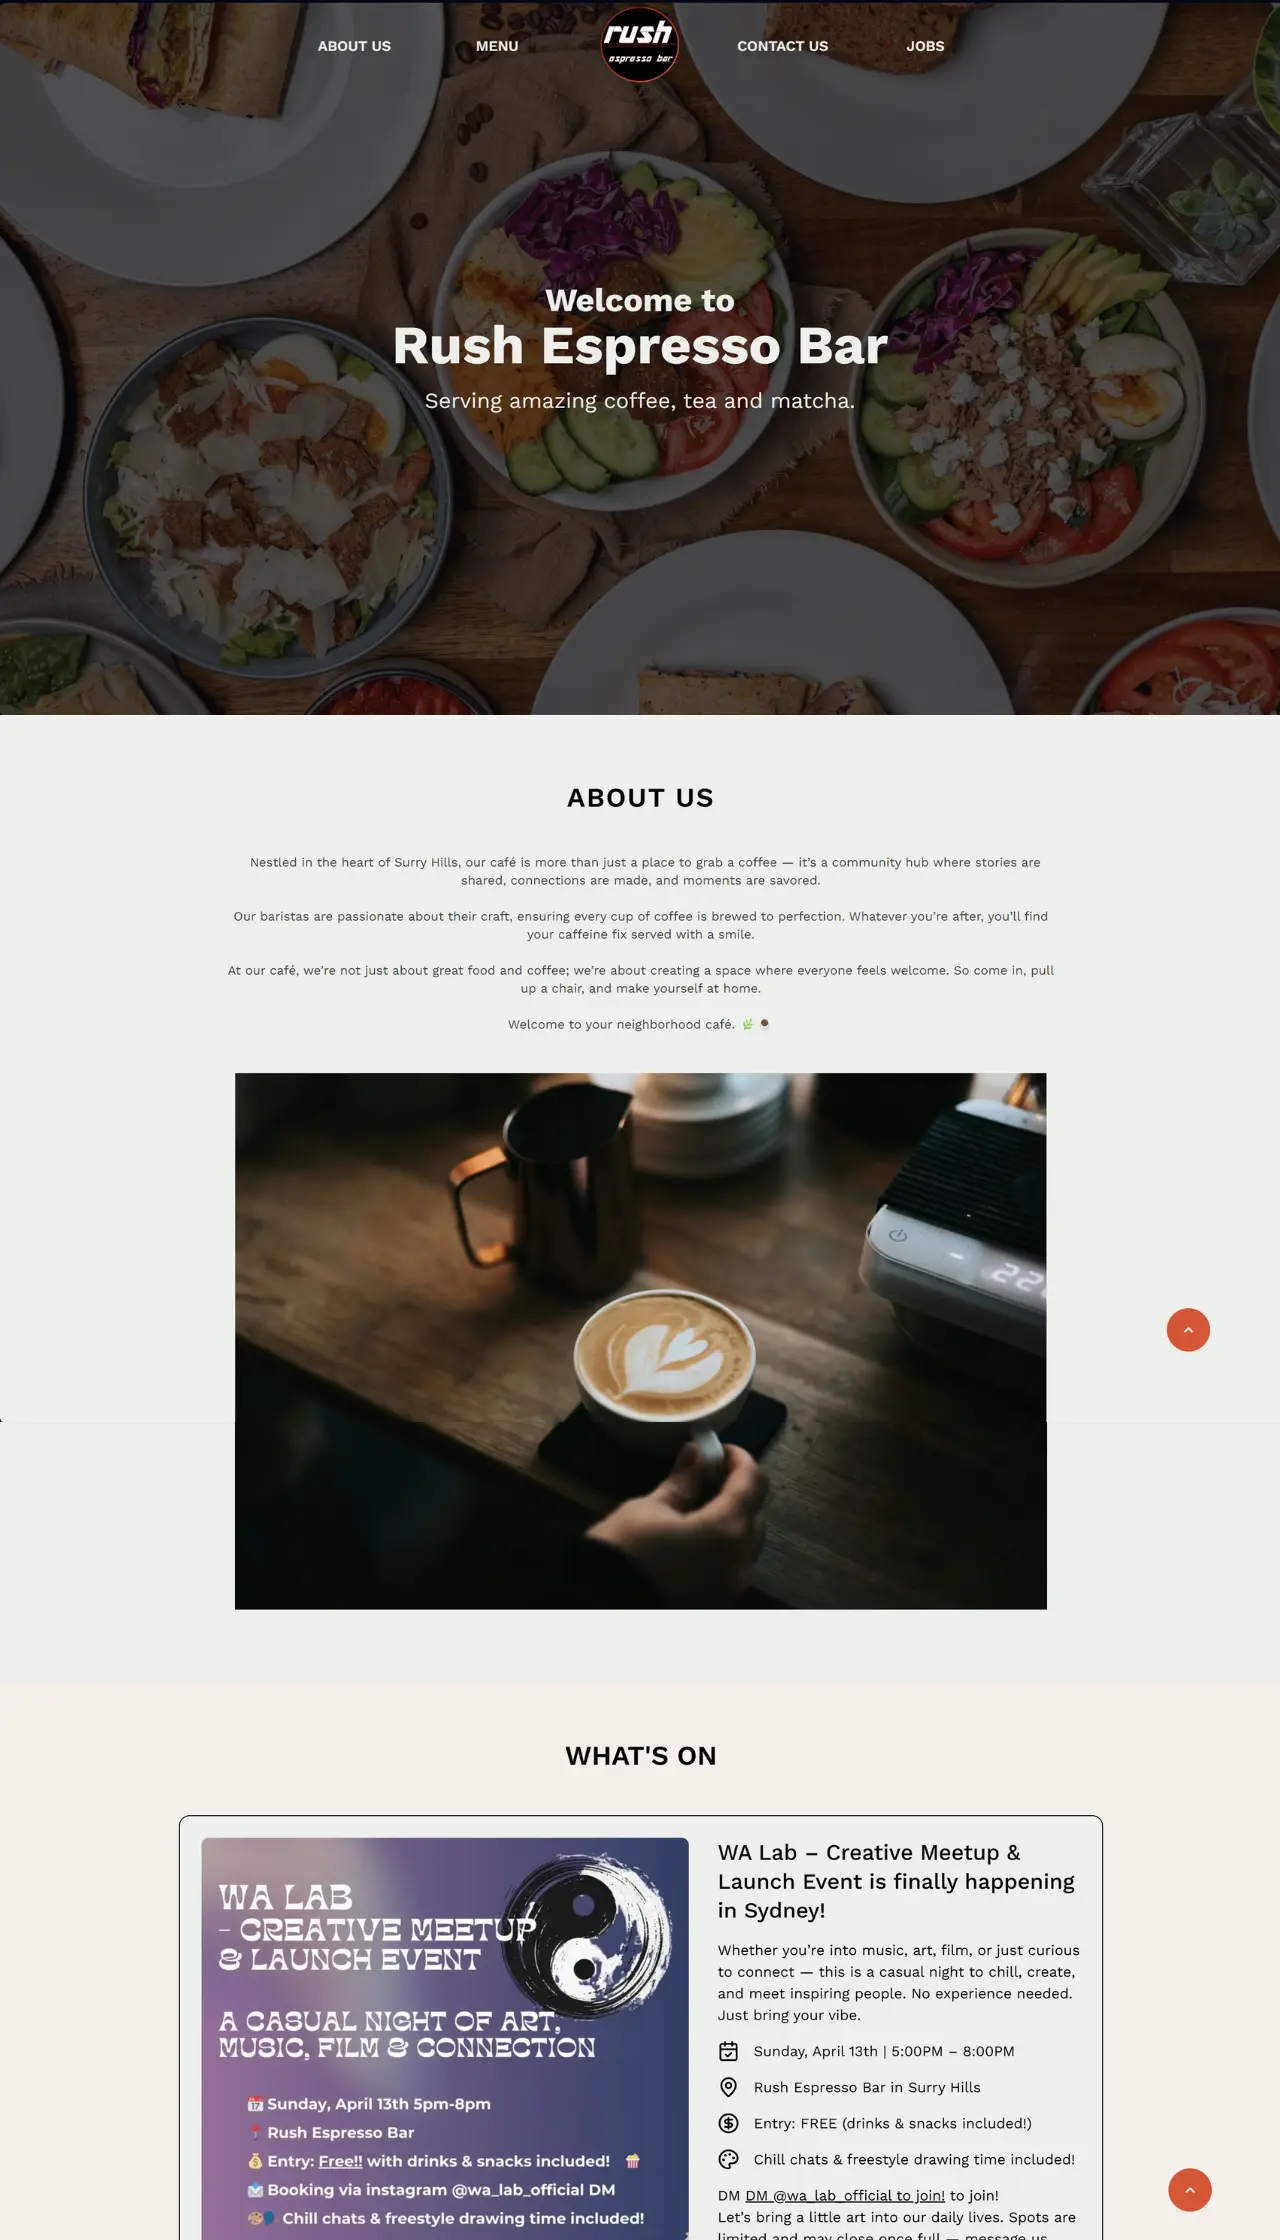 ABOUT US
MENU
rush
espresso bar
CONTACT US
JOBS
Welcome to
Rush Espresso Bar
Serving amazing coffee, tea and matcha.
ABOUT US
Nestled in the heart of Surry Hills, our café is more than just a place to grab a coffee — it's a community hub where stories are
shared, connections are made, and moments are savored.
Our baristas are passionate about their craft, ensuring every cup of coffee is brewed to perfection. Whatever you're after, you'll find
your caffeine fix served with a smile.
At our café, we're not just about great food and coffee; we're about creating a space where everyone feels welcome. So come in, pull
up a chair, and make yourself at home.
Welcome to your neighborhood café. 🌿 ☕
WHAT'S ON
WA LAB
– CREATIVE MEETUP
& LAUNCH EVENT
A CASUAL NIGHT OF ART,
MUSIC, FILM & CONNECTION
📅 Sunday, April 13th 5pm-8pm
📍 Rush Espresso Bar
💰 Entry: Free!! with drinks & snacks included! 🍿
📩 Booking via instagram @wa_lab_official DM
🎨🗣️ Chill chats & freestyle drawing time included!
WA Lab – Creative Meetup &
Launch Event is finally happening
in Sydney!
Whether you're into music, art, film, or just curious
to connect — this is a casual night to chill, create,
and meet inspiring people. No experience needed.
Just bring your vibe.
Sunday, April 13th | 5:00PM – 8:00PM
Rush Espresso Bar in Surry Hills
Entry: FREE (drinks & snacks included!)
Chill chats & freestyle drawing time included!
DM DM @wa_lab_official to join! to join!
Let's bring a little art into our daily lives. Spots are
limited and may close once full — message us